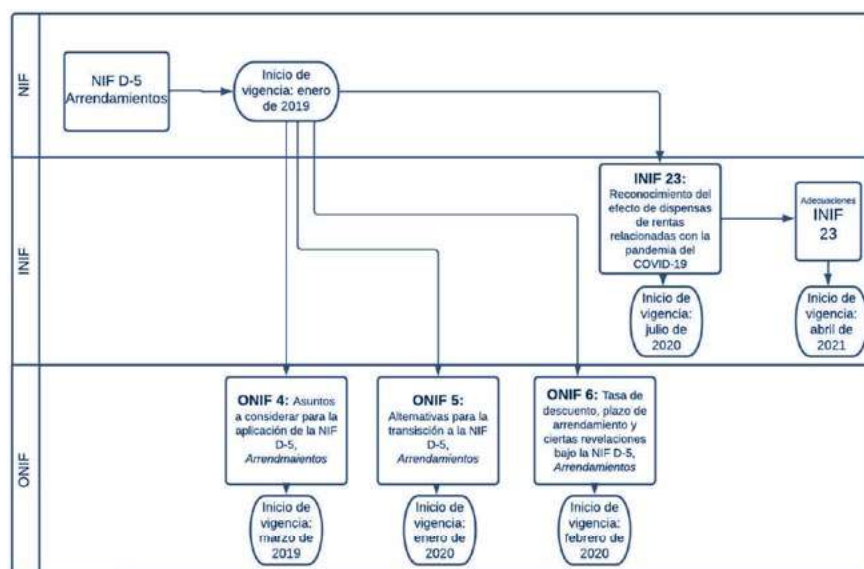 NIF
NIF D-5
Arrendamientos
Inicio de
vigencia: enero
de 2019
INIF
INIF 23:
Reconocimiento del
efecto de dispensas
de rentas
relacionadas con la
pandemia del
COVID-19
Adecuaciones
INIF
23
Inicio de
vigencia:
julio de
2020
Inicio de
vigencia:
abril de
2021
ONIF
ONIF 4: Asuntos
a considerar para la
aplicación de la NIF
D-5,
Arrendmaientos
ONIF 5:
Alternativas para la
transisción a la NIF
D-5, Arrendamientos
ONIF 6: Tasa de
descuento, plazo de
arrendamiento y
ciertas revelaciones
bajo la NIF D-5,
Arrendamientos
Inicio de
vigencia:
marzo de
2019
Inicio de
vigencia:
enero de
2020
Inicio de
vigencia:
febrero de
2020